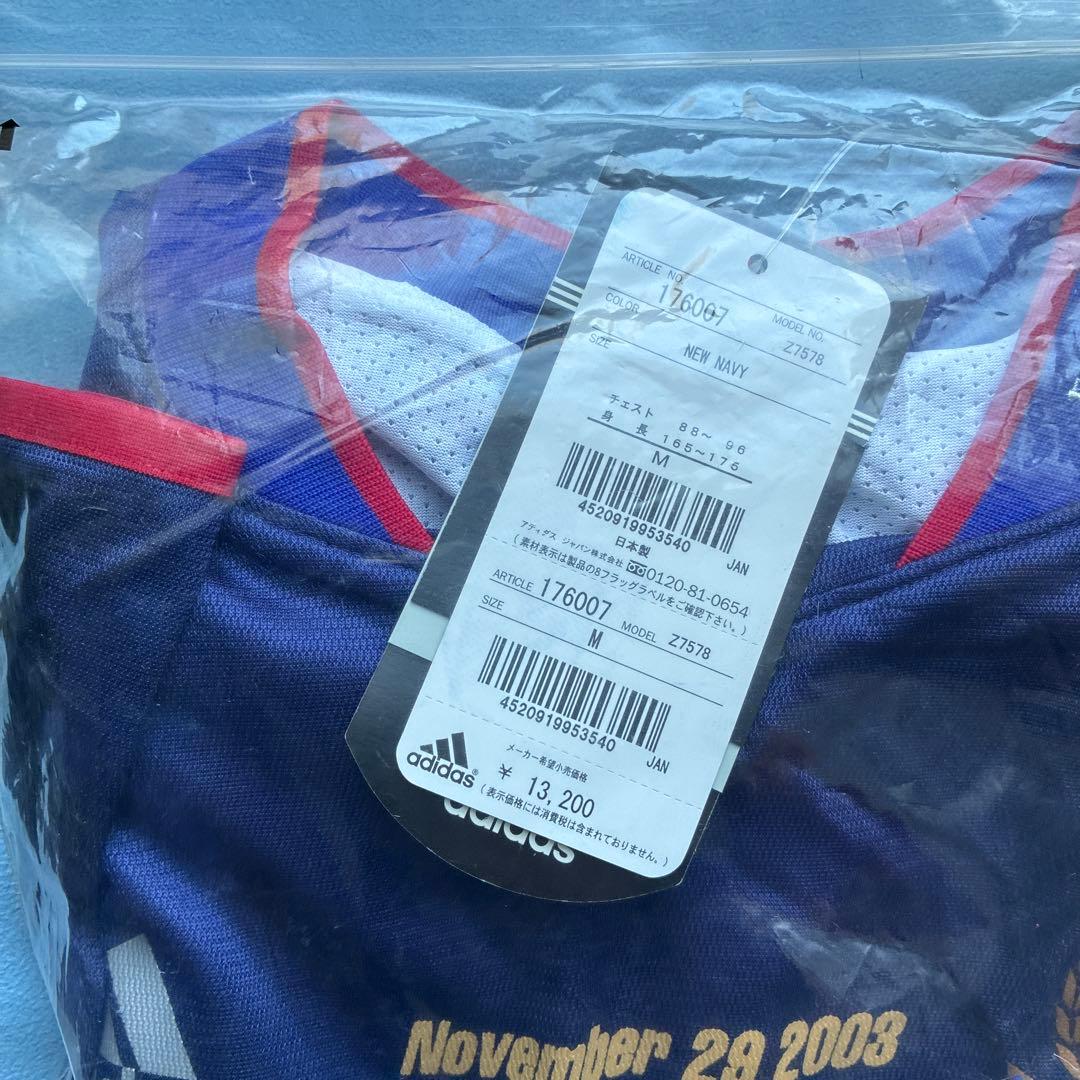 ARTICLE NO. 176007 MODEL NO. Z7578
COLOR NEW NAVY
SIZE
チェスト 88～ 96
身 長 165～175
M
4520919953540 JAN
日本製
アディダス ジャパン株式会社 0120-81-0654
(素材表示は製品の8フラッグラベルをご確認下さい。)
ARTICLE 176007 MODEL Z7578
SIZE M
4520919953540 JAN
メーカー希望小売価格
adidas® ¥ 13,200
(表示価格には消費税は含まれておりません。)
adidas
November 29 2003